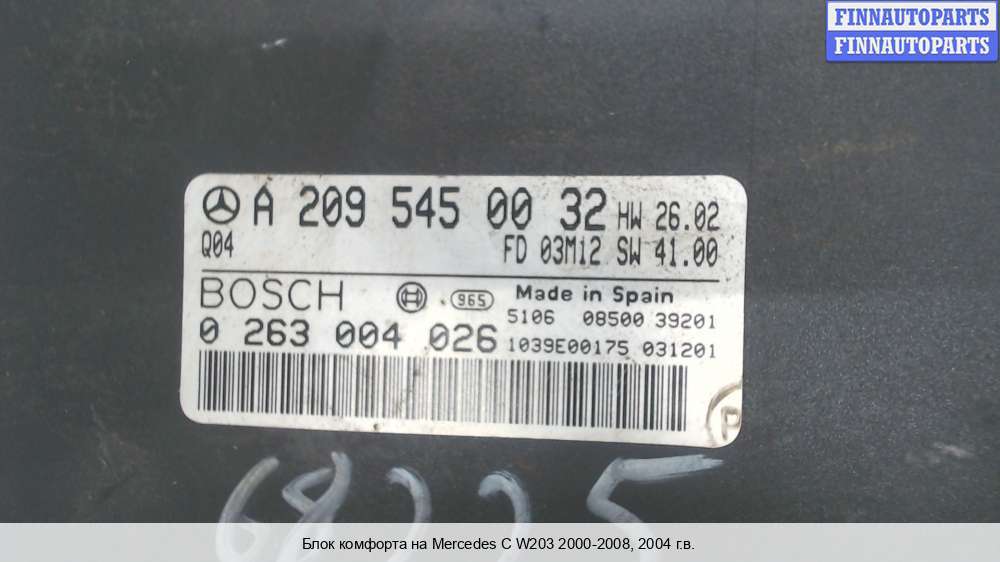 FINNAUTOPARTS
FINNAUTOPARTS
A 209 545 00 32 HW 26.02
Q04 FD 03M12 SW 41.00
BOSCH 965 Made in Spain
5106 08500 39201
0 263 004 026 1039E00175 031201
P
68225
Блок комфорта на Mercedes C W203 2000-2008, 2004 г.в.